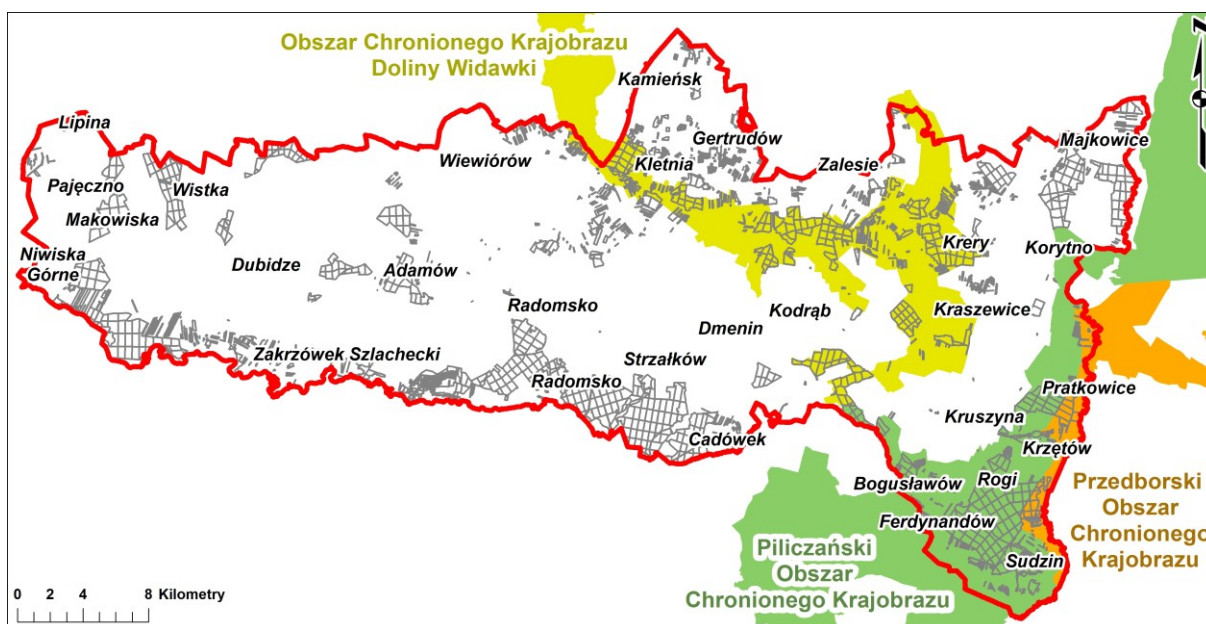 Obszar Chronionego Krajobrazu
Doliny Widawki
Kamieńsk
Lipina
Gertrudów
Majkowice
Wiewiórów
Kletnia
Zalesie
Pajęczno
Wistka
Makowiska
Krery
Korytno
Niwiska
Górne
Dubidze
Adamów
Radomsko
Kodrąb
Kraszewice
Dmenin
Zakrzówek Szlachecki
Strzałków
Radomsko
Pratkowice
Kruszyna
Cadówek
Krzętów
Bogusławów
Rogi
Ferdynandów
Przedborski
Obszar
Chronionego
Krajobrazu
Sudzin
Piliczański
Obszar
Chronionego Krajobrazu
0 2 4 8 Kilometry